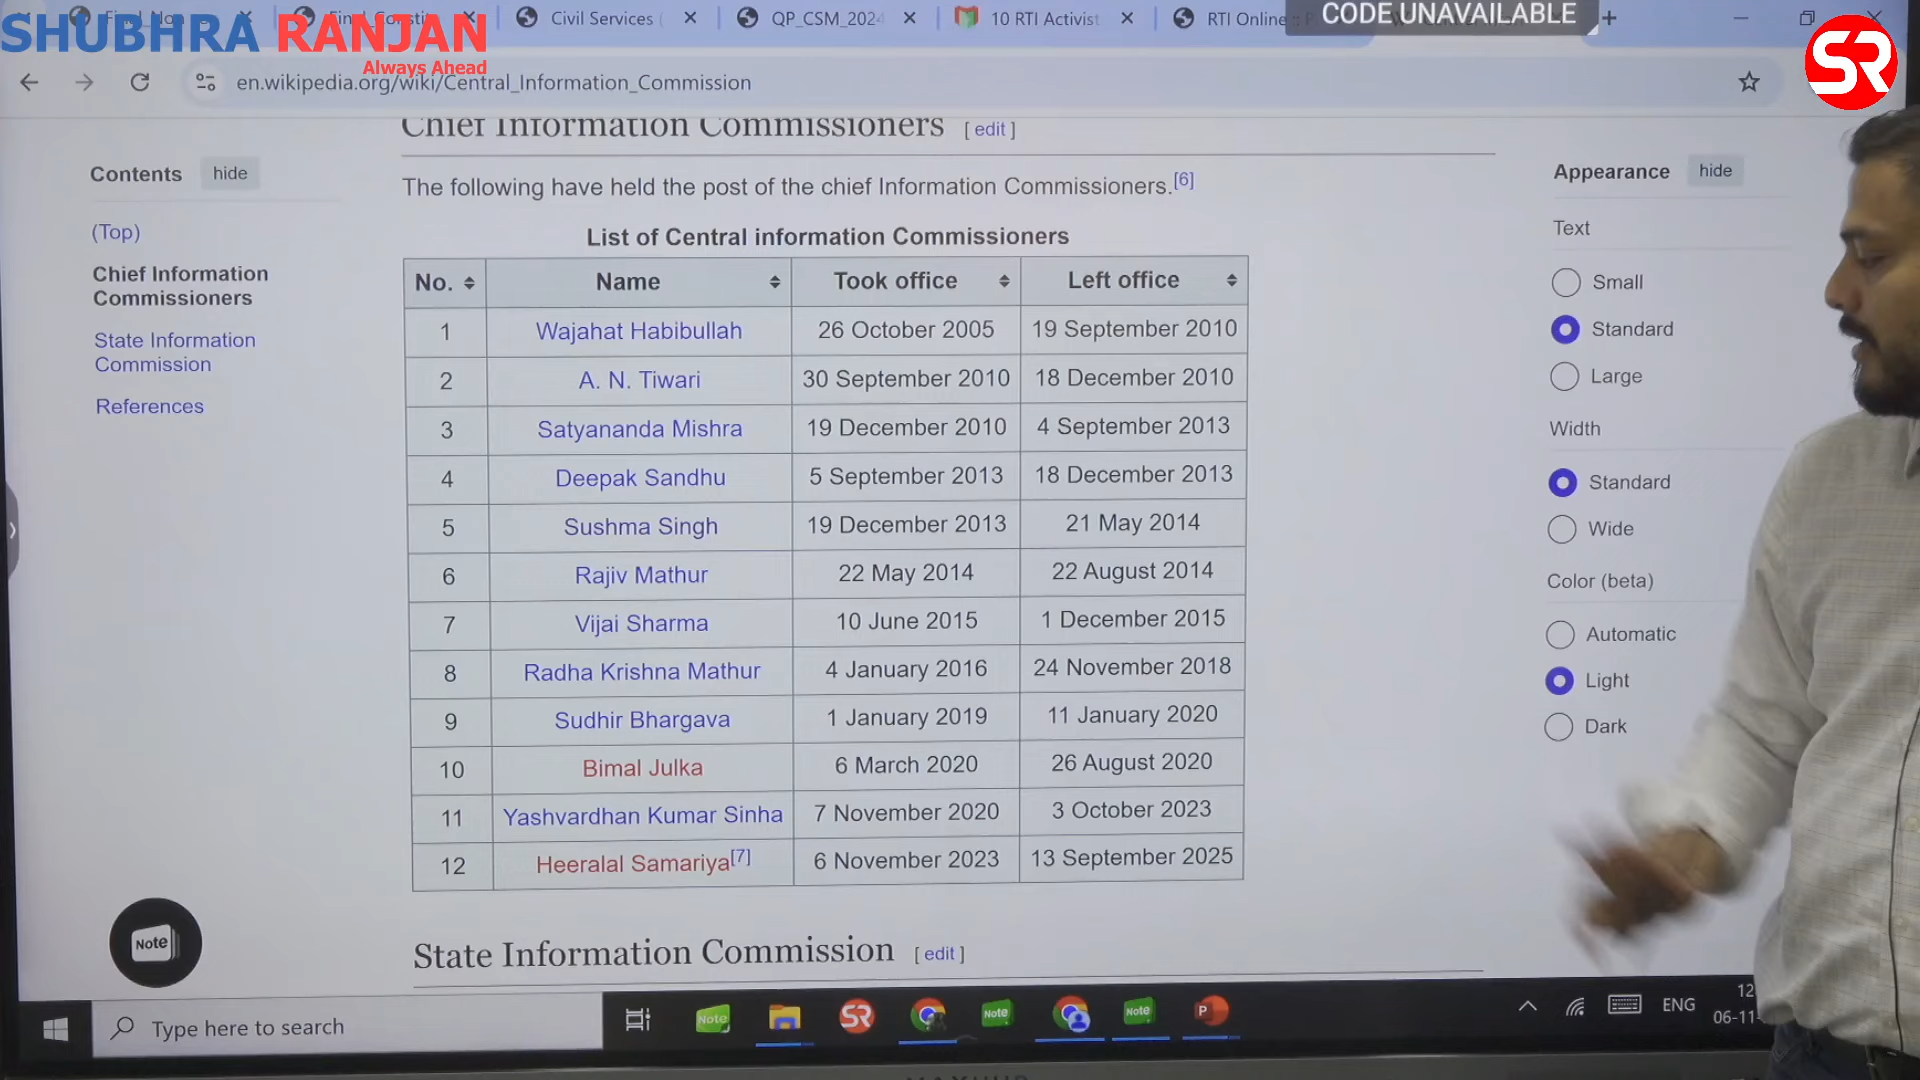 SHUBHRA RANJAN
Always Ahead
SR
Civil Services (
QP_CSM_2024
10 RTI Activist
RTI Online
CODE UNAVAILABLE
en.wikipedia.org/wiki/Central_Information_Commission
Contents
hide
(Top)
Chief Information
Commissioners
State Information
Commission
References
Chief Information Commissioners [ edit ]
The following have held the post of the chief Information Commissioners.[6]
List of Central information Commissioners
No. Name Took office Left office
1 Wajahat Habibullah 26 October 2005 19 September 2010
2 A. N. Tiwari 30 September 2010 18 December 2010
3 Satyananda Mishra 19 December 2010 4 September 2013
4 Deepak Sandhu 5 September 2013 18 December 2013
5 Sushma Singh 19 December 2013 21 May 2014
6 Rajiv Mathur 22 May 2014 22 August 2014
7 Vijai Sharma 10 June 2015 1 December 2015
8 Radha Krishna Mathur 4 January 2016 24 November 2018
9 Sudhir Bhargava 1 January 2019 11 January 2020
10 Bimal Julka 6 March 2020 26 August 2020
11 Yashvardhan Kumar Sinha 7 November 2020 3 October 2023
12 Heeralal Samariya[7] 6 November 2023 13 September 2025
State Information Commission [ edit ]
Appearance
hide
Text
Small
Standard
Large
Width
Standard
Wide
Color (beta)
Automatic
Light
Dark
Note
Type here to search
Note
SR
Note
Note
P
ENG
12
06-11-